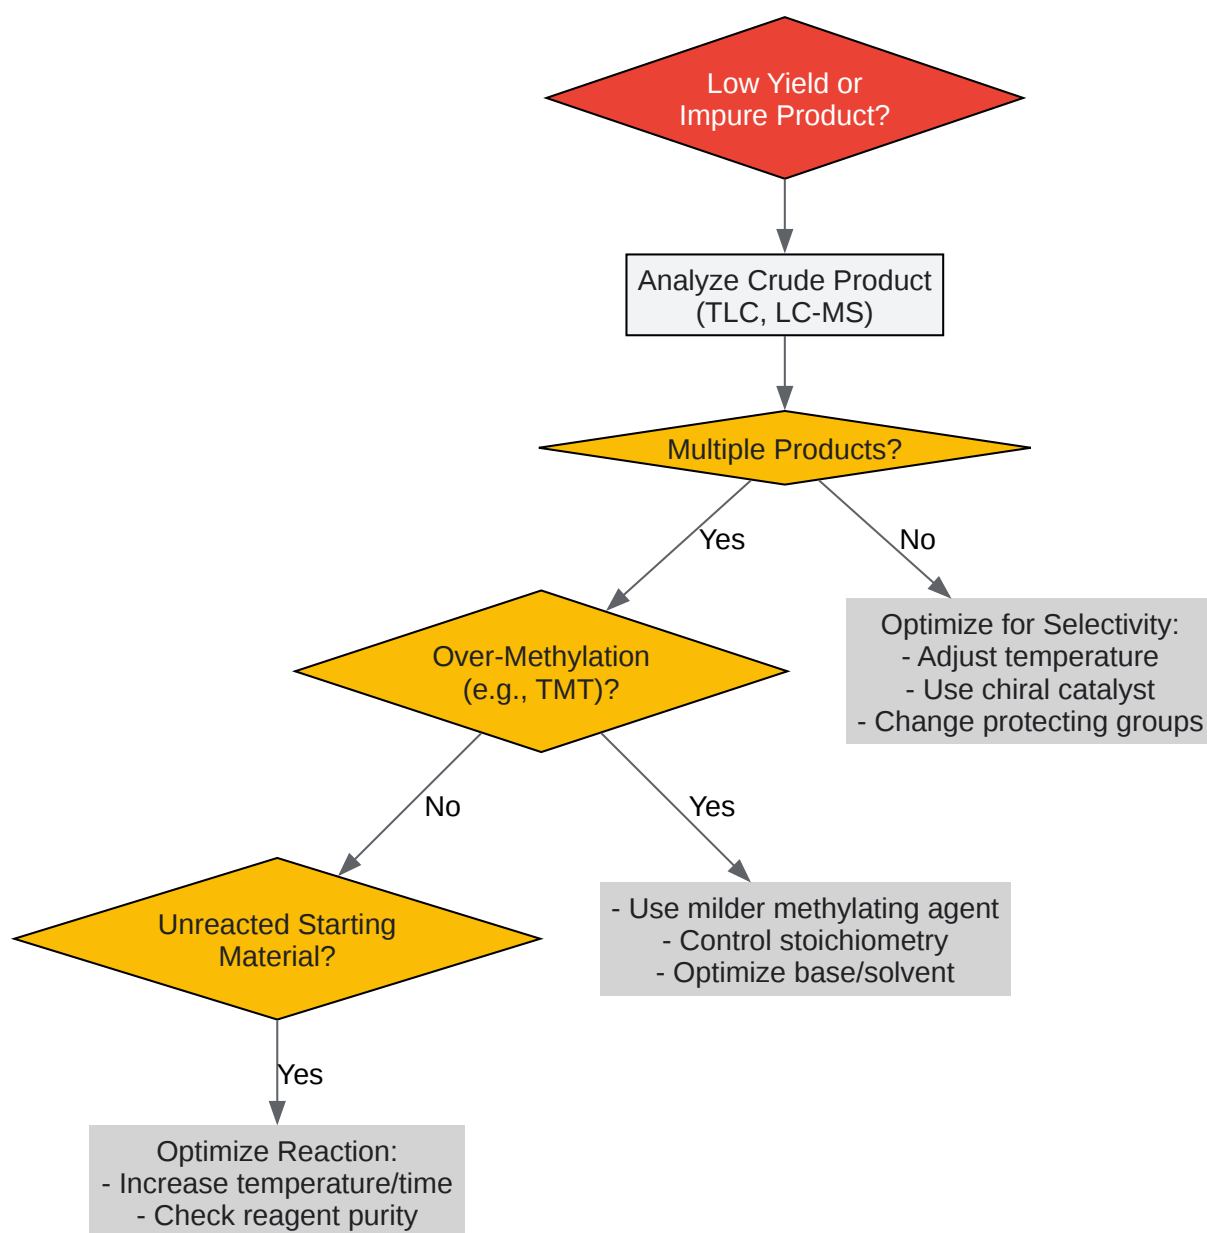 Low Yield or
Impure Product?
Analyze Crude Product
(TLC, LC-MS)
Multiple Products?
Yes
No
Over-Methylation
(e.g., TMT)?
Optimize for Selectivity:
- Adjust temperature
- Use chiral catalyst
- Change protecting groups
No
Yes
Unreacted Starting
Material?
- Use milder methylating agent
- Control stoichiometry
- Optimize base/solvent
Yes
Optimize Reaction:
- Increase temperature/time
- Check reagent purity